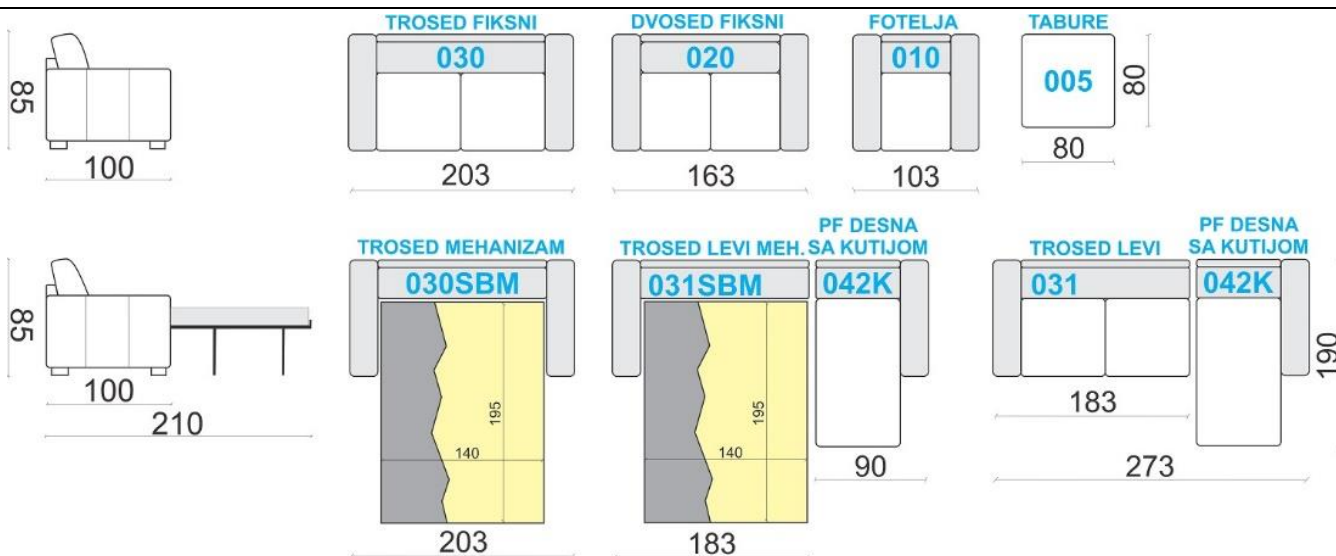 TROSED FIKSNI
DVOSED FIKSNI
FOTELJA
TABURE
85
030
020
010
005
80
100
203
163
103
80
TROSED MEHANIZAM
TROSED LEVI MEH.
PF DESNA
SA KUTIJOM
TROSED LEVI
PF DESNA
SA KUTIJOM
85
030SBM
031SBM
042K
031
042K
190
100
210
195
140
195
140
183
90
273
203
183